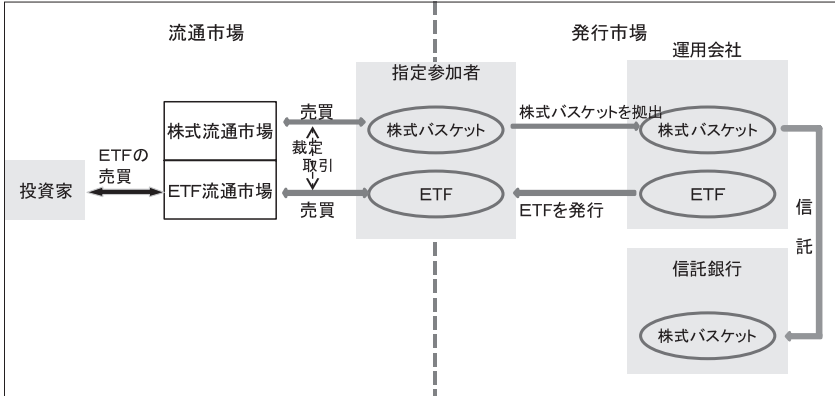 流通市場
発行市場
指定参加者
運用会社
売買
株式バスケットを拠出
株式流通市場
株式バスケット
株式バスケット
裁定
取引
ETFの
売買
投資家
ETF流通市場
ETF
ETF
売買
ETFを発行
信託
信託銀行
株式バスケット